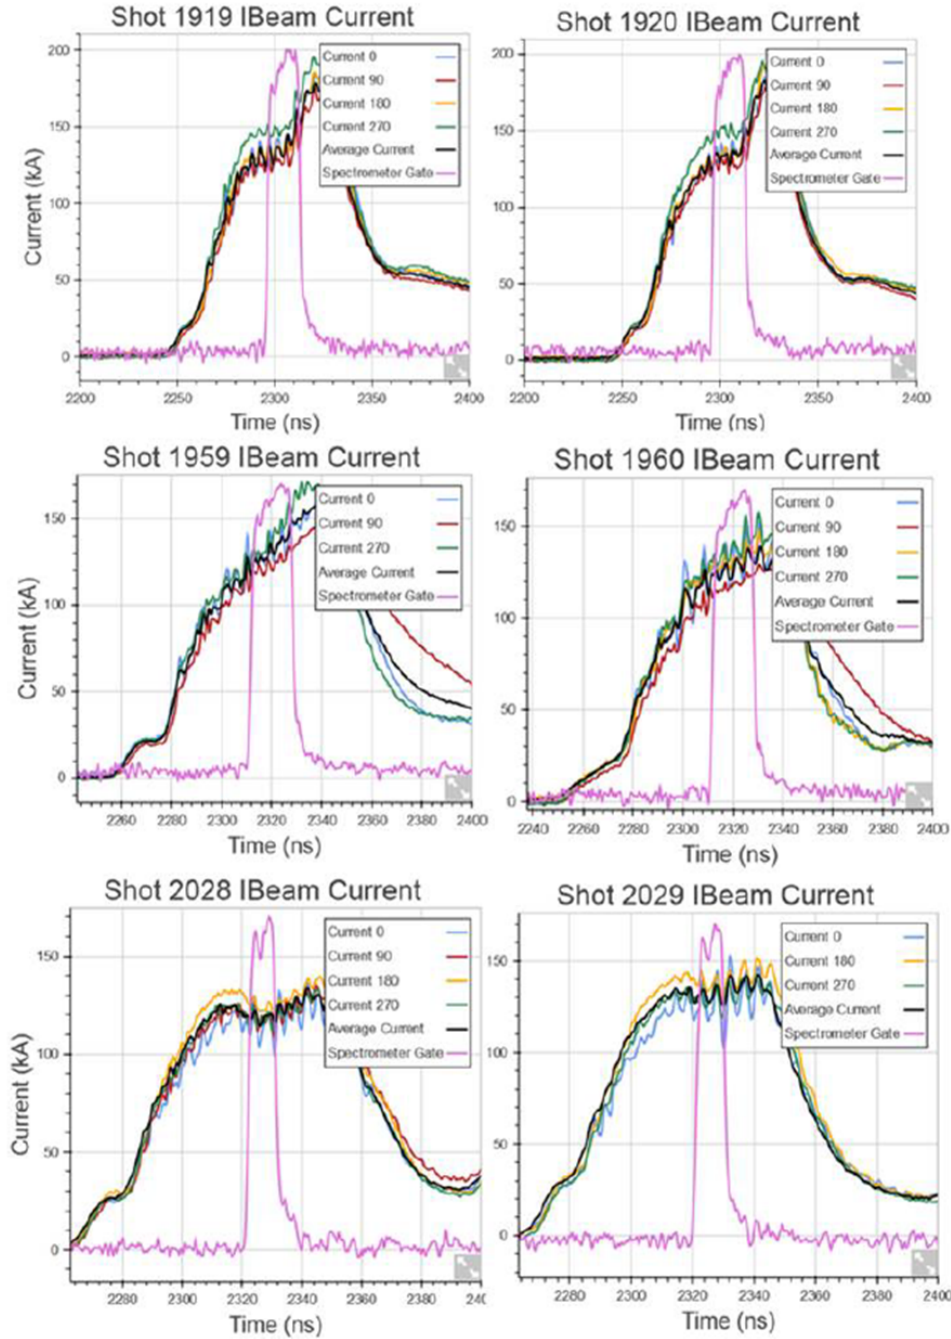 Shot 1919 IBeam Current
Current (kA)
200
150
100
50
0
Current 0
Current 90
Current 180
Current 270
Average Current
Spectrometer Gate
2200
2250
2300
2350
2400
Time (ns)
Shot 1920 IBeam Current
200
150
100
50
0
Current 0
Current 90
Current 180
Current 270
Average Current
Spectrometer Gate
2200
2250
2300
2350
2400
Time (ns)
Shot 1959 IBeam Current
Current (kA)
150
100
50
0
Current 0
Current 90
Current 270
Average Current
Spectrometer Gate
2260
2280
2300
2320
2340
2360
2380
2400
Time (ns)
Shot 1960 IBeam Current
150
100
50
0
Current 0
Current 90
Current 180
Current 270
Average Current
Spectrometer Gate
2240
2260
2280
2300
2320
2340
2360
2380
2400
Time (ns)
Shot 2028 IBeam Current
Current (kA)
150
100
50
0
Current 0
Current 90
Current 180
Current 270
Average Current
Spectrometer Gate
2280
2300
2320
2340
2360
2380
240
Time (ns)
Shot 2029 IBeam Current
150
100
50
0
Current 0
Current 180
Current 270
Average Current
Spectrometer Gate
2280
2300
2320
2340
2360
2380
2400
Time (ns)